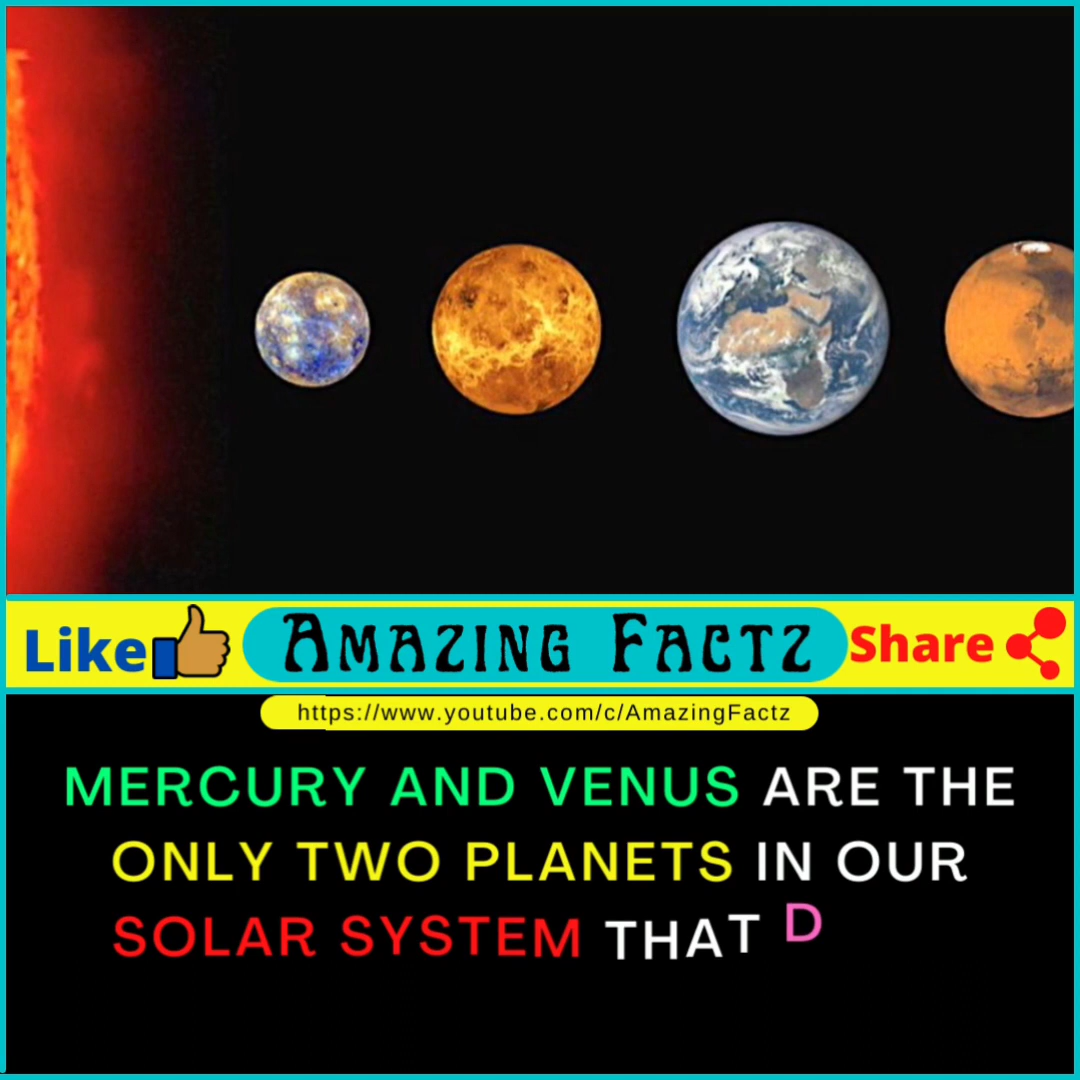 Like AMAZING FACTZ Share
https://www.youtube.com/c/AmazingFactz
MERCURY AND VENUS ARE THE
ONLY TWO PLANETS IN OUR
SOLAR SYSTEM THAT D